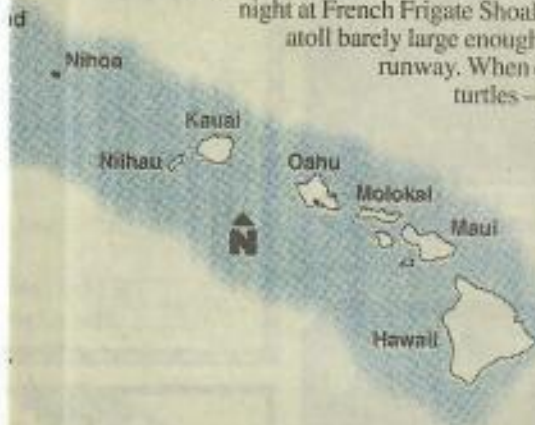 night at French Frigate Shoal
atoll barely large enough
runway. When
turtles –
d
Nihoa
Kauai
Niihau
Oahu
Molokai
Maui
N
Hawaii